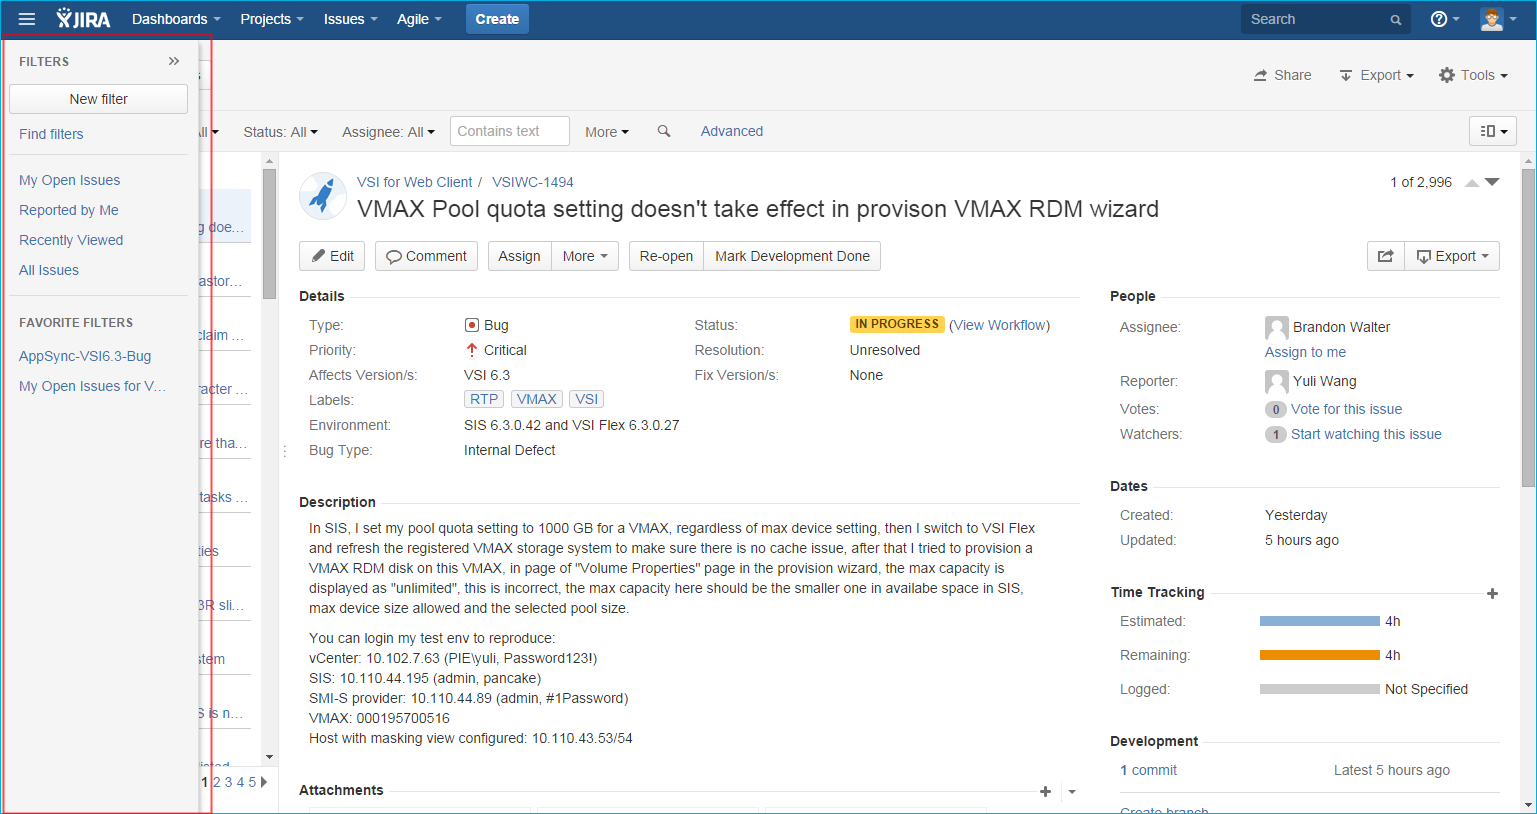 JIRA Dashboards Projects Issues Agile Create Search
FILTERS
New filter
Find filters
My Open Issues
Reported by Me
Recently Viewed
All Issues
FAVORITE FILTERS
AppSync-VSI6.3-Bug
My Open Issues for V...
Share Export Tools
Status: All Assignee: All Contains text More Advanced
g doe...
astor...
claim ...
racter ...
re tha...
tasks ...
ties
3R sli...
stem
S is n...
1 2 3 4 5
VSI for Web Client / VSIWC-1494
1 of 2,996
VMAX Pool quota setting doesn't take effect in provison VMAX RDM wizard
Edit Comment Assign More Re-open Mark Development Done Export
Details
Type: Bug Status: IN PROGRESS (View Workflow)
Priority: Critical Resolution: Unresolved
Affects Version/s: VSI 6.3 Fix Version/s: None
Labels: RTP VMAX VSI
Environment: SIS 6.3.0.42 and VSI Flex 6.3.0.27
Bug Type: Internal Defect
Description
In SIS, I set my pool quota setting to 1000 GB for a VMAX, regardless of max device setting, then I switch to VSI Flex
and refresh the registered VMAX storage system to make sure there is no cache issue, after that I tried to provision a
VMAX RDM disk on this VMAX, in page of "Volume Properties" page in the provision wizard, the max capacity is
displayed as "unlimited", this is incorrect, the max capacity here should be the smaller one in availabe space in SIS,
max device size allowed and the selected pool size.
You can login my test env to reproduce:
vCenter: 10.102.7.63 (PIE\yuli, Password123!)
SIS: 10.110.44.195 (admin, pancake)
SMI-S provider: 10.110.44.89 (admin, #1Password)
VMAX: 000195700516
Host with masking view configured: 10.110.43.53/54
Attachments
People
Assignee: Brandon Walter
Assign to me
Reporter: Yuli Wang
Votes: 0 Vote for this issue
Watchers: 1 Start watching this issue
Dates
Created: Yesterday
Updated: 5 hours ago
Time Tracking
Estimated: 4h
Remaining: 4h
Logged: Not Specified
Development
1 commit Latest 5 hours ago
Create branch